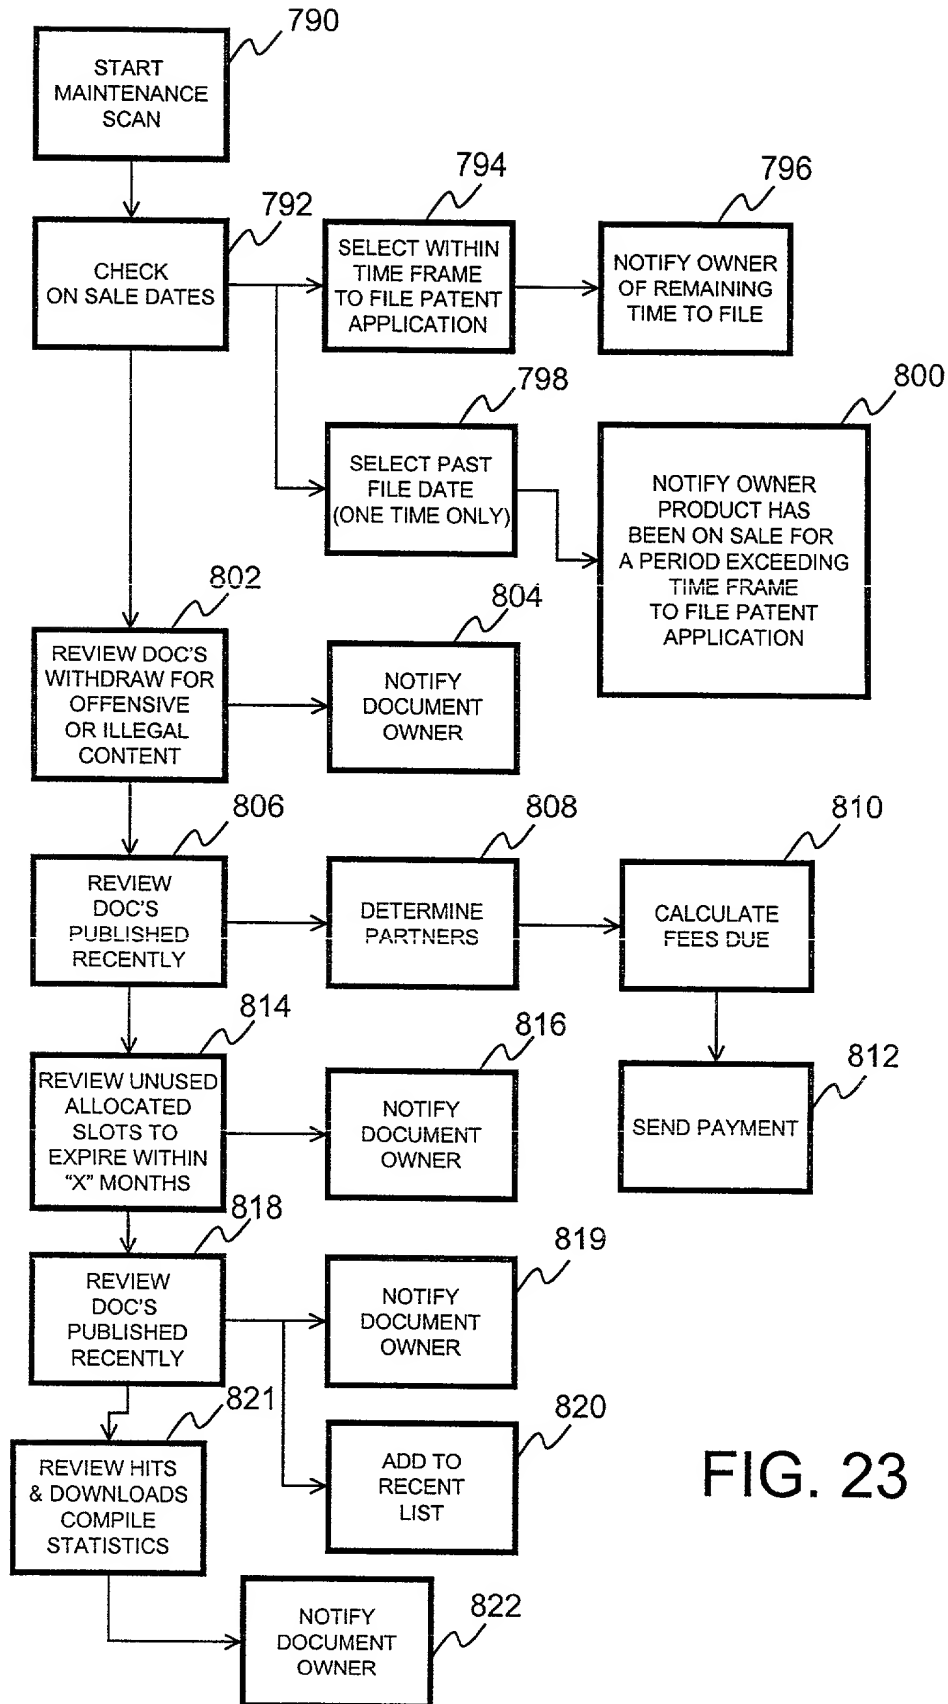 790
START
MAINTENANCE
SCAN
792
CHECK
ON SALE DATES
794
SELECT WITHIN
TIME FRAME
TO FILE PATENT
APPLICATION
796
NOTIFY OWNER
OF REMAINING
TIME TO FILE
798
SELECT PAST
FILE DATE
(ONE TIME ONLY)
800
NOTIFY OWNER
PRODUCT HAS
BEEN ON SALE FOR
A PERIOD EXCEEDING
TIME FRAME
TO FILE PATENT
APPLICATION
802
REVIEW DOC'S
WITHDRAW FOR
OFFENSIVE
OR ILLEGAL
CONTENT
804
NOTIFY
DOCUMENT
OWNER
806
REVIEW
DOC'S
PUBLISHED
RECENTLY
808
DETERMINE
PARTNERS
810
CALCULATE
FEES DUE
812
SEND PAYMENT
814
REVIEW UNUSED
ALLOCATED
SLOTS TO
EXPIRE WITHIN
"X" MONTHS
816
NOTIFY
DOCUMENT
OWNER
818
REVIEW
DOC'S
PUBLISHED
RECENTLY
819
NOTIFY
DOCUMENT
OWNER
820
ADD TO
RECENT
LIST
821
REVIEW HITS
& DOWNLOADS
COMPILE
STATISTICS
822
NOTIFY
DOCUMENT
OWNER
FIG. 23